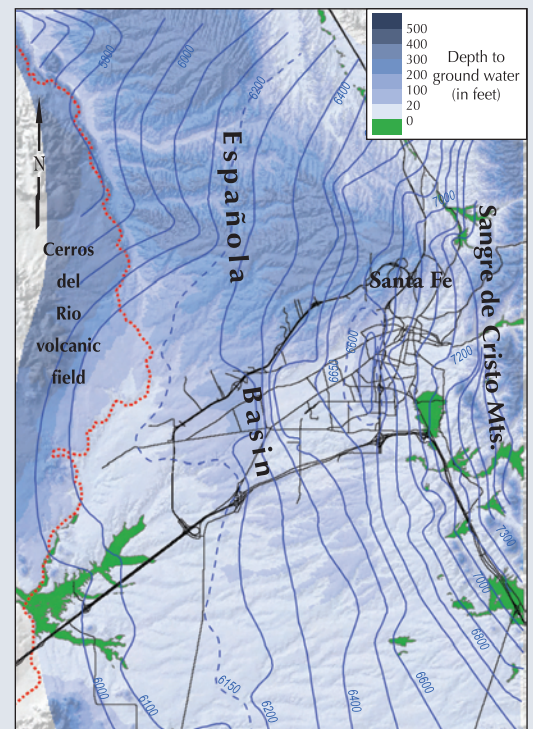 500
400
300
200
100
20
0
Depth to
ground water
(in feet)
5800
6000
6200
6400
N
Española
Basin
7000
Sangre de Cristo Mts.
Santa Fe
Cerros
del
Rio
volcanic
field
6600
6650
7200
7300
7000
6800
6600
6400
6200
6150
6100
6000